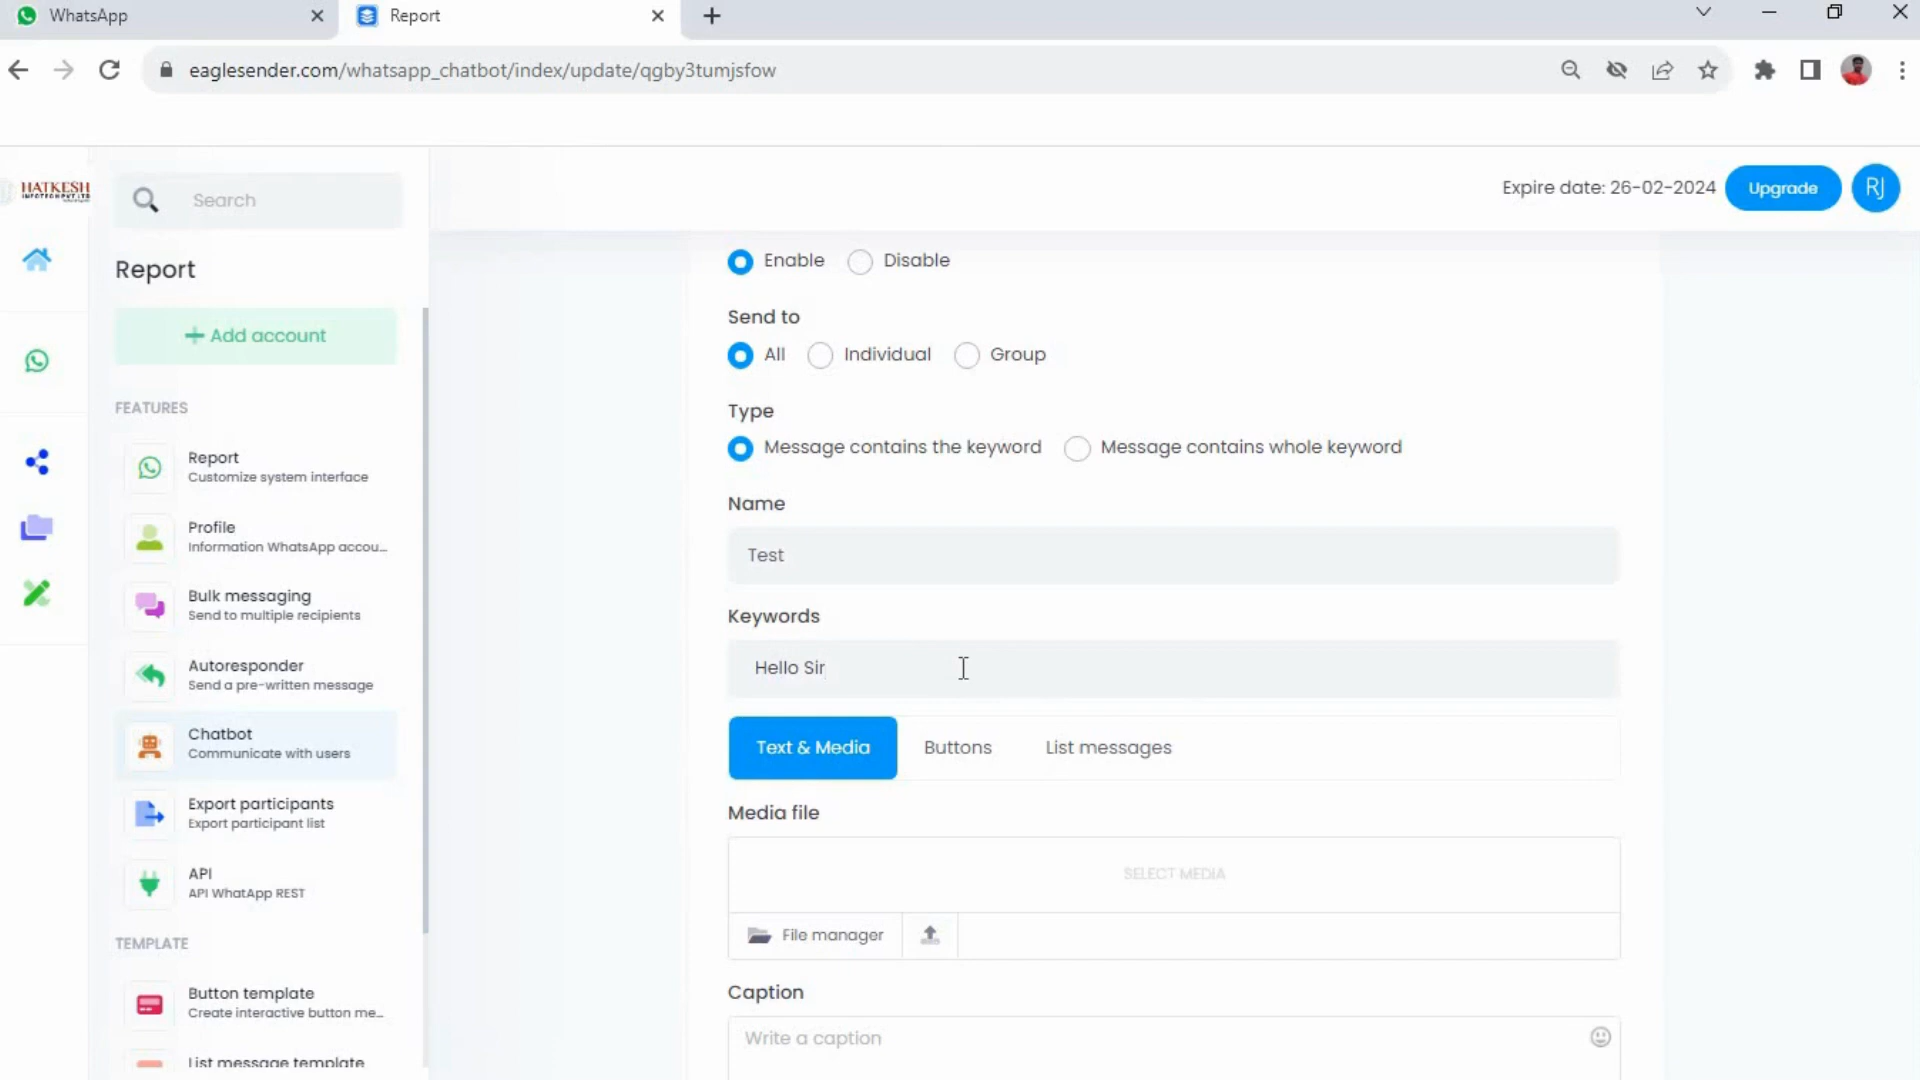 WhatsApp
Report
eaglesender.com/whatsapp_chatbot/index/update/qgby3tumjsfow
HATKESH
Search
Expire date: 26-02-2024
Upgrade
RJ
Report
Add account
FEATURES
Report
Customize system interface
Profile
Information WhatsApp accou...
Bulk messaging
Send to multiple recipients
Autoresponder
Send a pre-written message
Chatbot
Communicate with users
Export participants
Export participant list
API
API WhatApp REST
TEMPLATE
Button template
Create interactive button me...
List message template
Enable
Disable
Send to
All
Individual
Group
Type
Message contains the keyword
Message contains whole keyword
Name
Test
Keywords
Hello Sir
Text & Media
Buttons
List messages
Media file
SELECT MEDIA
File manager
Caption
Write a caption